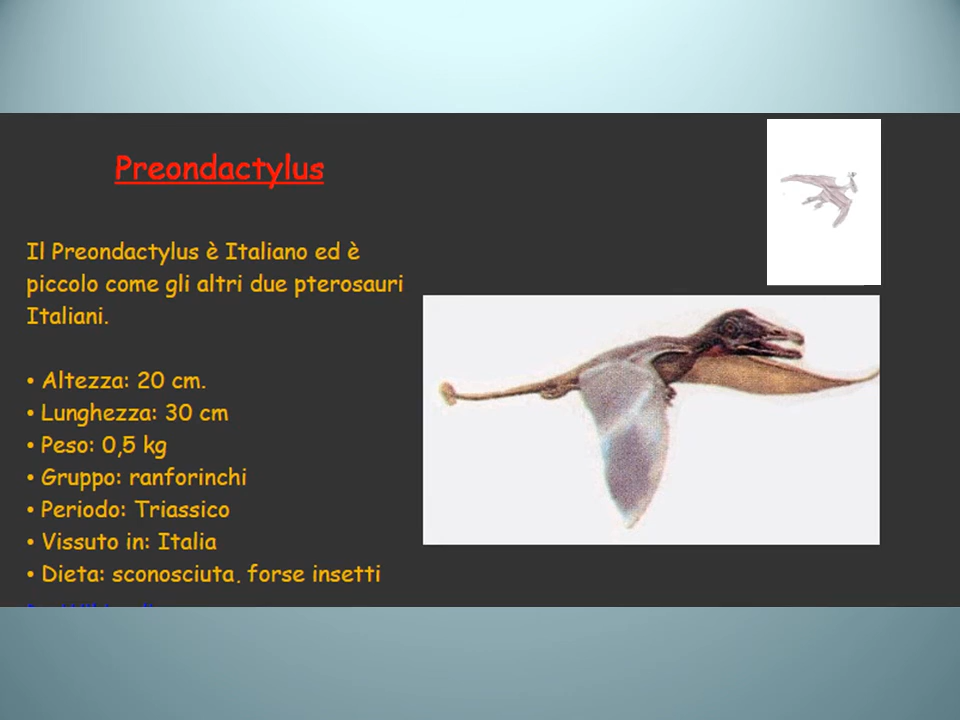 Preondactylus
Il Preondactylus è Italiano ed è
piccolo come gli altri due pterosauri
Italiani.
• Altezza: 20 cm.
• Lunghezza: 30 cm
• Peso: 0,5 kg
• Gruppo: ranforinchi
• Periodo: Triassico
• Vissuto in: Italia
• Dieta: sconosciuta, forse insetti